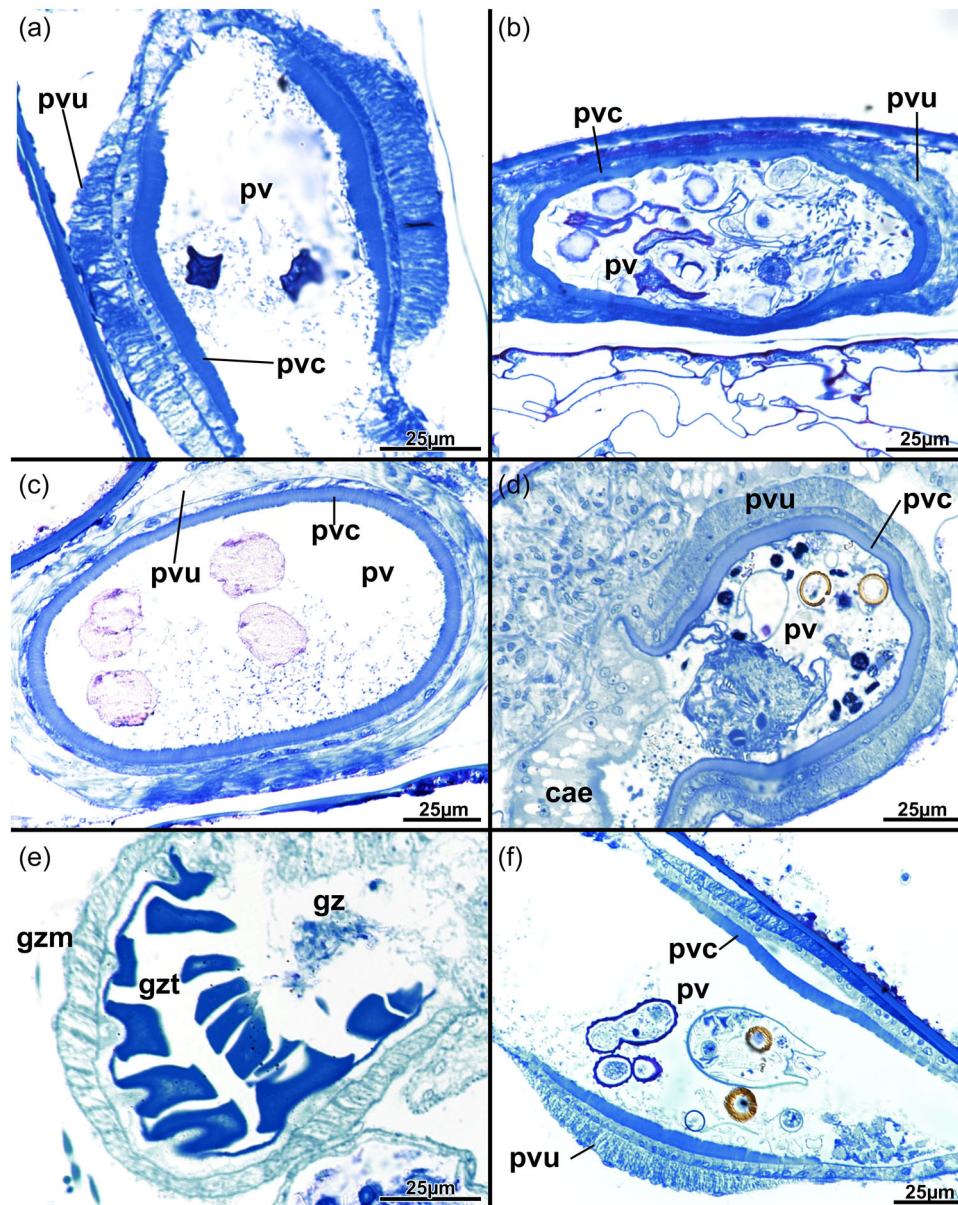 (a)
pvu
pv
pvc
25µm
(b)
pvc
pvu
pv
25µm
(c)
pvu
pvc
pv
25µm
(d)
pvu
pvc
pv
cae
25µm
(e)
gz
gzm
gzt
25µm
(f)
pvc
pv
pvu
25µm